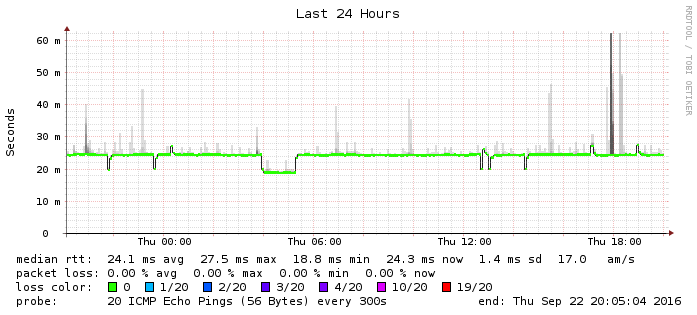 Last 24 Hours
RRDTOOL / TOBI OETIKER
Seconds
60 m
50 m
40 m
30 m
20 m
10 m
0
Thu 00:00 Thu 06:00 Thu 12:00 Thu 18:00
median rtt: 24.1 ms avg 27.5 ms max 18.8 ms min 24.3 ms now 1.4 ms sd 17.0 am/s
packet loss: 0.00 % avg 0.00 % max 0.00 % min 0.00 % now
loss color: 0 1/20 2/20 3/20 4/20 10/20 19/20
probe: 20 ICMP Echo Pings (56 Bytes) every 300s end: Thu Sep 22 20:05:04 2016